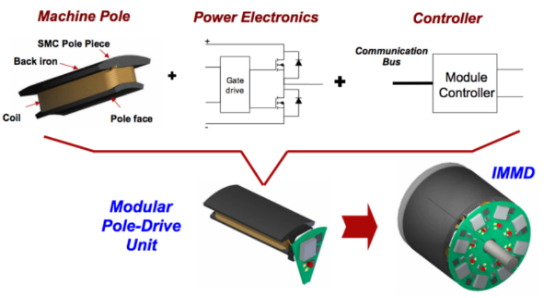 Machine Pole
Power Electronics
Controller
SMC Pole Piece
Back iron
Coil
Pole face
+
+
Gate
drive
-
+
Communication
Bus
Module
Controller
Modular
Pole-Drive
Unit
IMMD